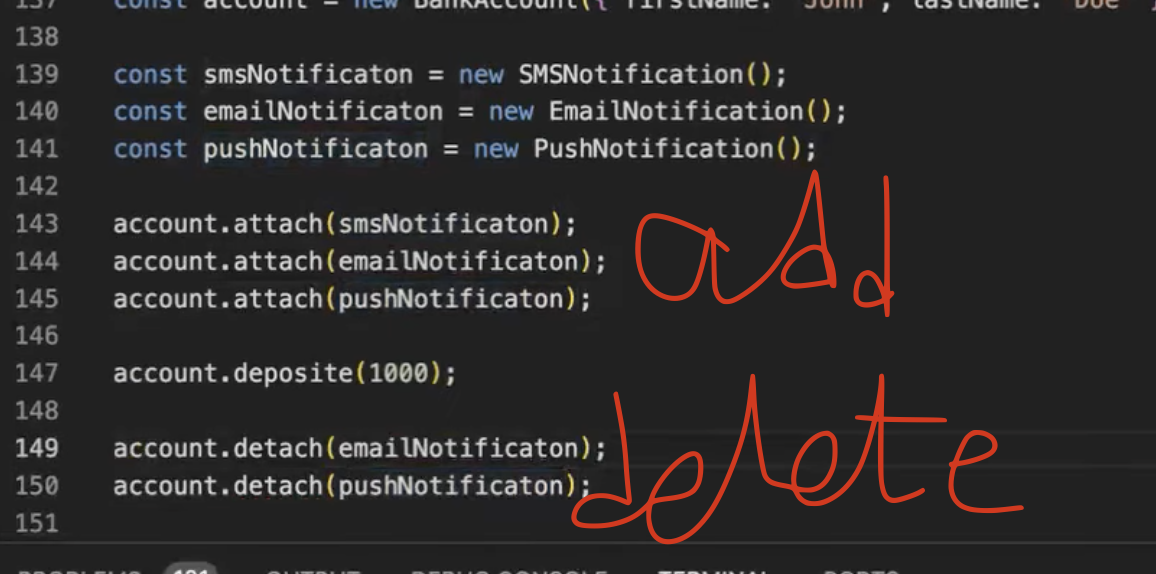 137 const account = new BankAccount({ firstName: "John", lastName: "Doe" }
138
139 const smsNotificaton = new SMSNotification();
140 const emailNotificaton = new EmailNotification();
141 const pushNotificaton = new PushNotification();
142
143 account.attach(smsNotificaton);
144 account.attach(emailNotificaton);
145 account.attach(pushNotificaton);
add
146
147 account.deposite(1000);
148
149 account.detach(emailNotificaton);
150 account.detach(pushNotificaton);
delete
151
PROBLEMS 131 OUTPUT DEBUG CONSOLE TERMINAL PORTS